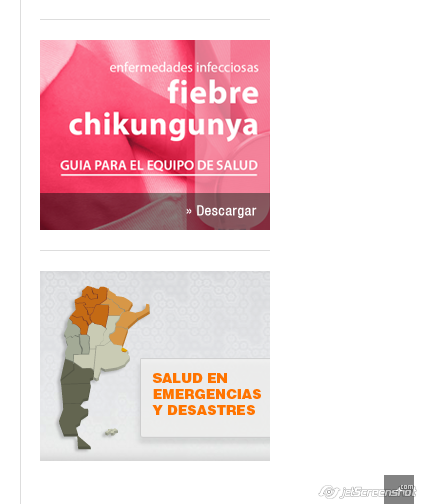 enfermedades infecciosas
fiebre
chikungunya
GUIA PARA EL EQUIPO DE SALUD
» Descargar
SALUD EN
EMERGENCIAS
Y DESASTRES
.com
jetScreenshot